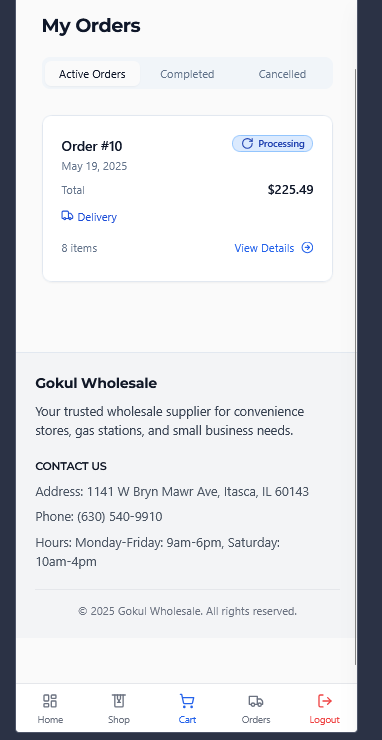 My Orders
Active Orders Completed Cancelled
Order #10 Processing
May 19, 2025
Total $225.49
Delivery
8 items View Details
Gokul Wholesale
Your trusted wholesale supplier for convenience
stores, gas stations, and small business needs.
CONTACT US
Address: 1141 W Bryn Mawr Ave, Itasca, IL 60143
Phone: (630) 540-9910
Hours: Monday-Friday: 9am-6pm, Saturday:
10am-4pm
© 2025 Gokul Wholesale. All rights reserved.
Home Shop Cart Orders Logout